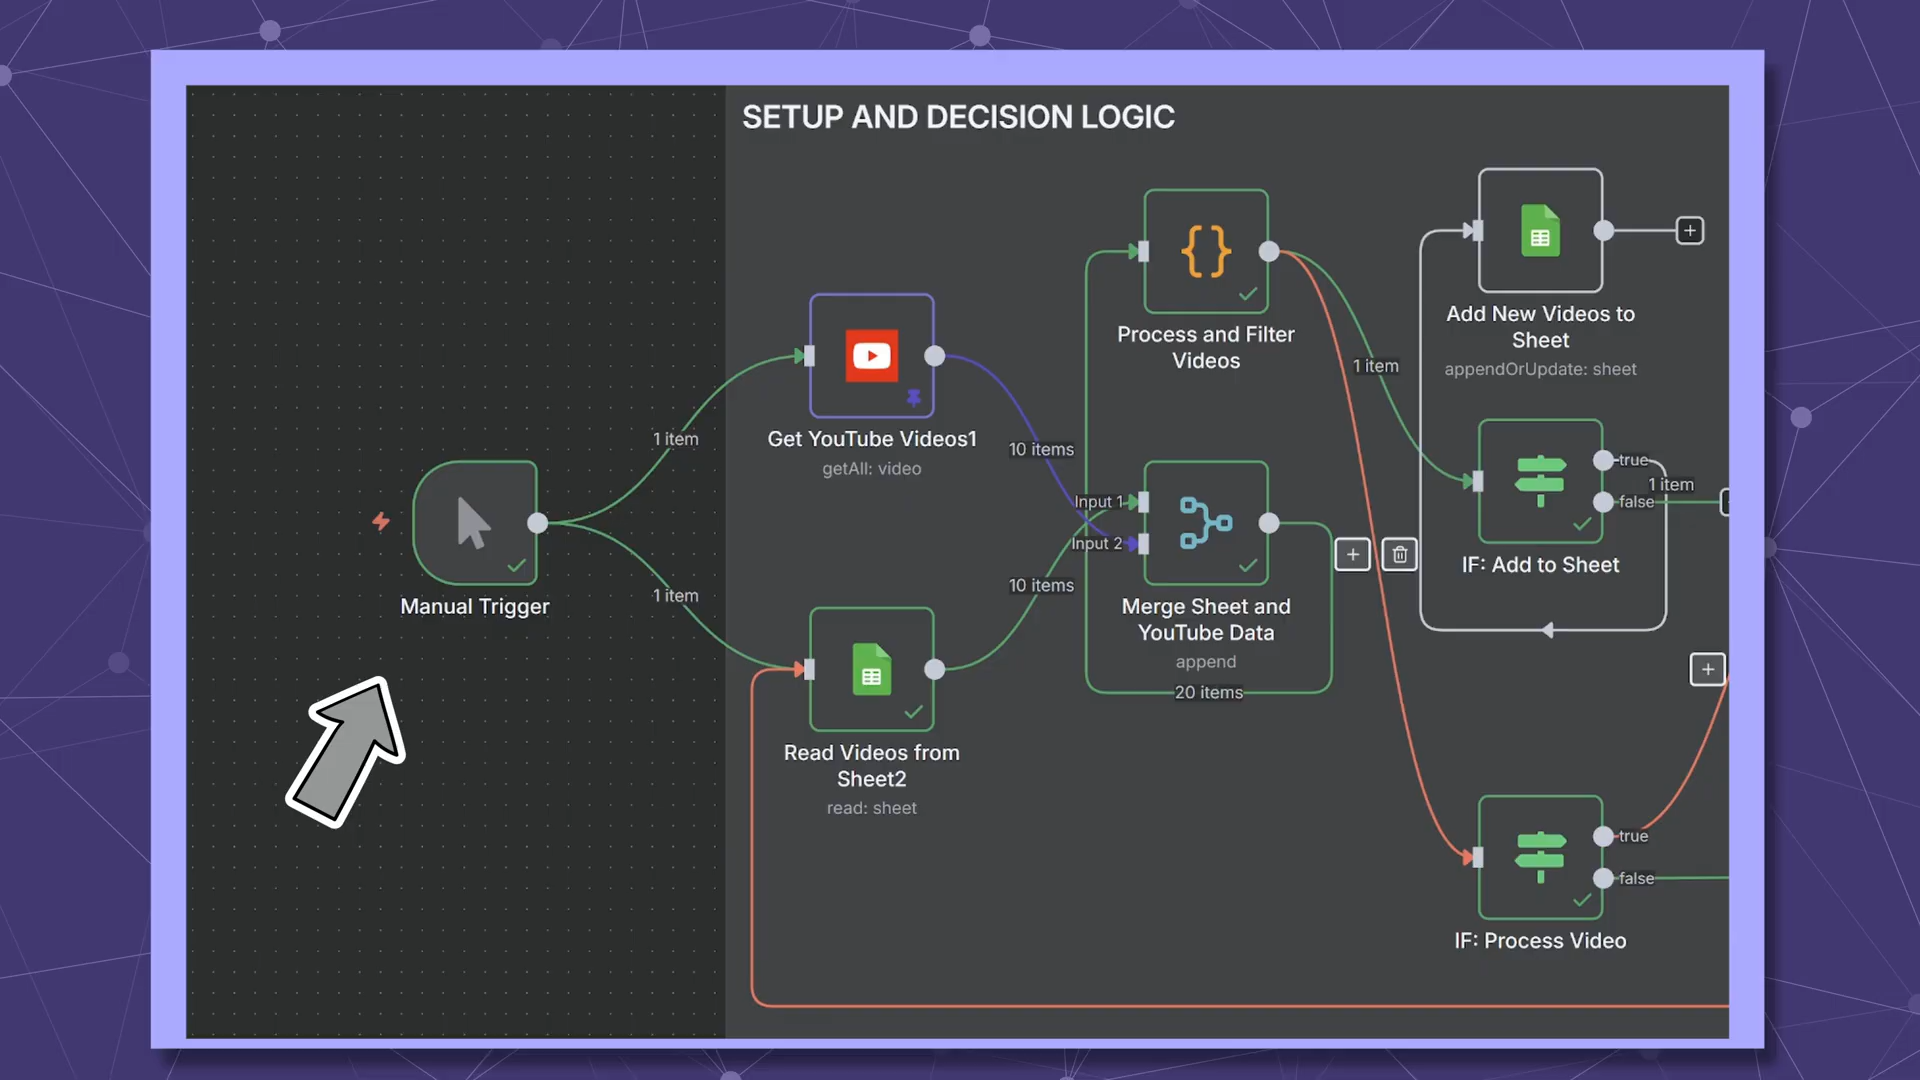 SETUP AND DECISION LOGIC
Manual Trigger
1 item
1 item
Get YouTube Videos1
getAll: video
10 items
Read Videos from
Sheet2
read: sheet
10 items
Input 1
Input 2
Merge Sheet and
YouTube Data
append
20 items
Process and Filter
Videos
1 item
Add New Videos to
Sheet
appendOrUpdate: sheet
true
1 item
false
IF: Add to Sheet
true
false
IF: Process Video